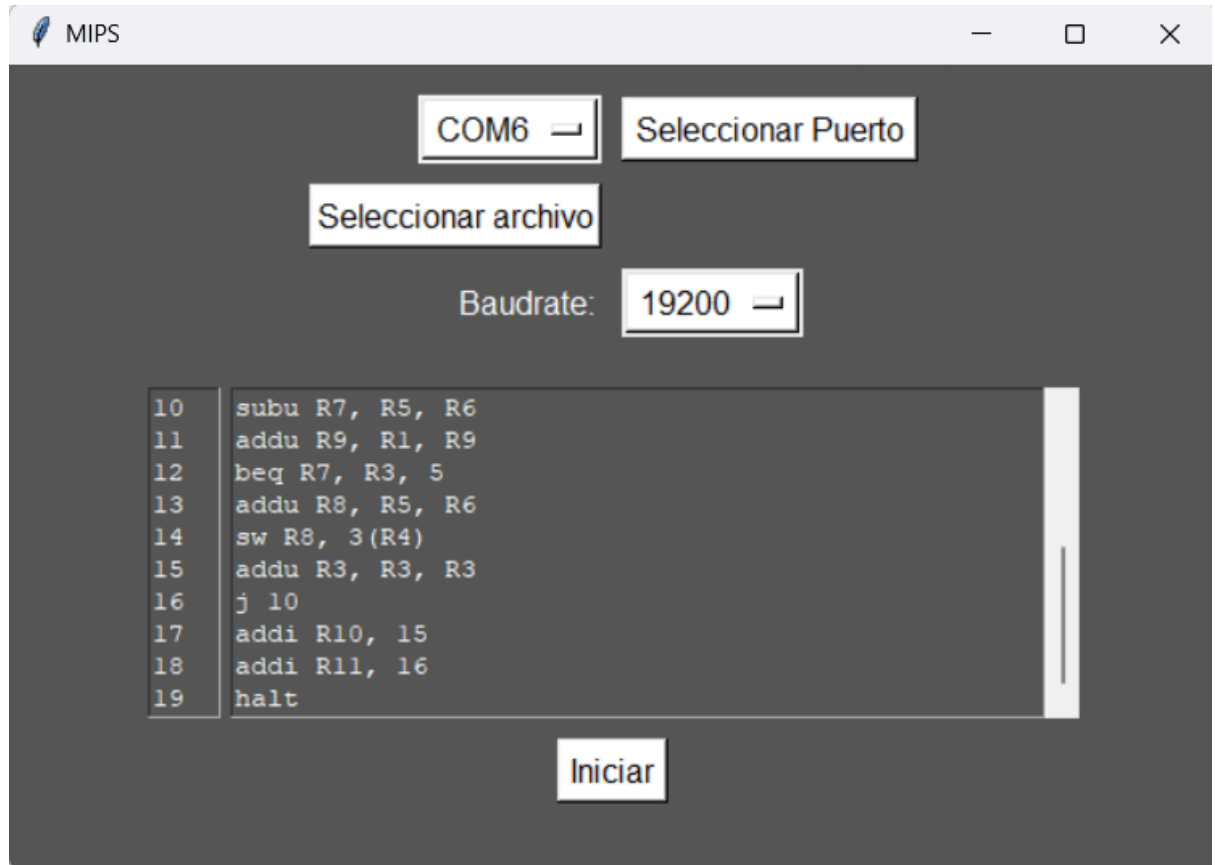 MIPS
COM6 Seleccionar Puerto
Seleccionar archivo
Baudrate: 19200
10 subu R7, R5, R6
11 addu R9, R1, R9
12 beq R7, R3, 5
13 addu R8, R5, R6
14 sw R8, 3(R4)
15 addu R3, R3, R3
16 j 10
17 addi R10, 15
18 addi R11, 16
19 halt
Iniciar